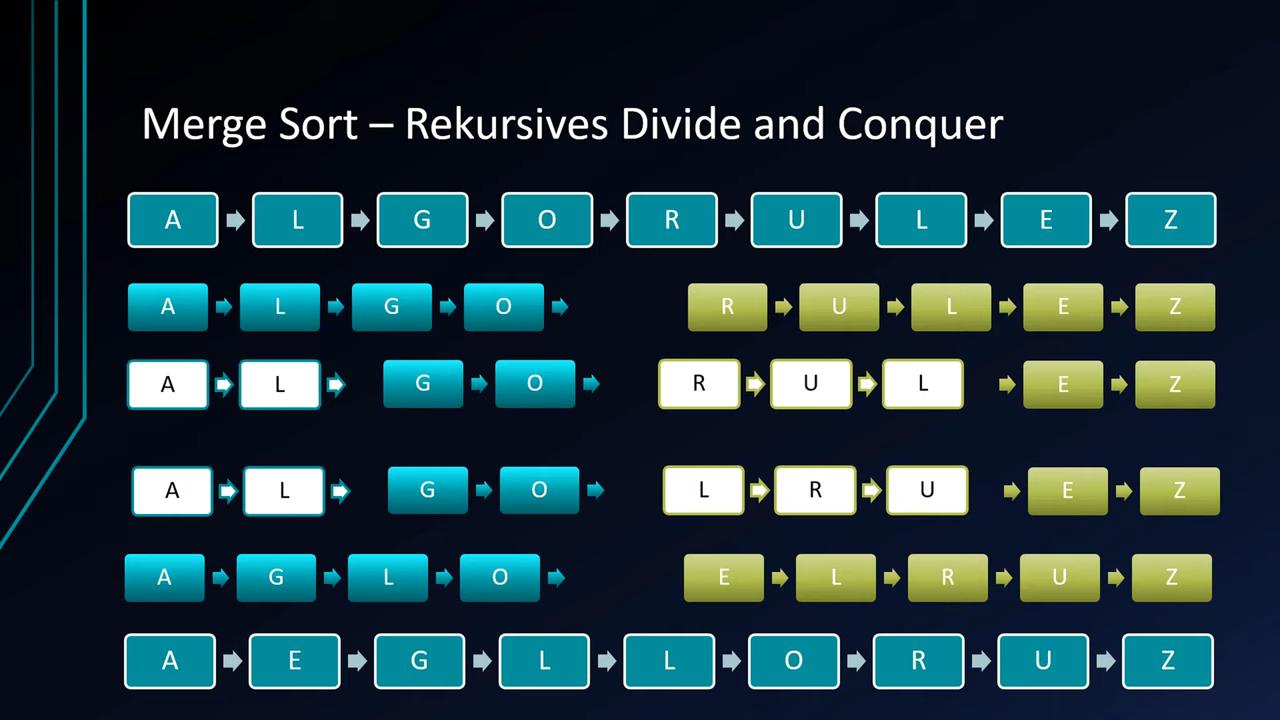 Merge Sort – Rekursives Divide and Conquer
A L G O R U L E Z
A L G O R U L E Z
A L G O R U L E Z
A L G O L R U E Z
A G L O E L R U Z
A E G L L O R U Z